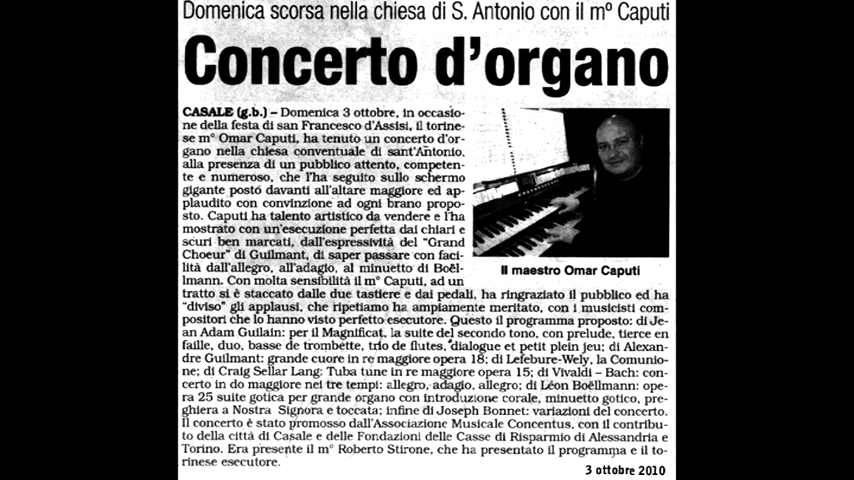 Domenica scorsa nella chiesa di S. Antonio con il mº Caputi
Concerto d'organo
CASALE (g.b.) – Domenica 3 ottobre, in occasio-
ne della festa di san Francesco d'Assisi, il torine-
se mº Omar Caputi, ha tenuto un concerto d'or-
gano nella chiesa conventuale di sant'Antonio,
alla presenza di un pubblico attento, competen-
te e numeroso, che l'ha seguito sullo schermo
gigante posto davanti all'altare maggiore ed ap-
plaudito con convinzione ad ogni brano propo-
sto. Caputi ha talento artistico da vendere e l'ha
mostrato con un'esecuzione perfetta dai chiari e
scuri ben marcati, dall'espressività del "Grand
Choeur" di Guilmant, di saper passare con faci-
lità dall'allegro, all'adagio, al minuetto di Boël-
lmann. Con molta sensibilità il mº Caputi, ad un
tratto si è staccato dalle due tastiere e dai pedali, ha ringraziato il pubblico ed ha
"diviso" gli applausi, che ripetiamo ha ampiamente meritato, con i musicisti com-
positori che lo hanno visto perfetto esecutore. Questo il programma proposto: di Je-
an Adam Guilain: per il Magnificat, la suite del secondo tono, con prelude, tierce en
faille, duo, basse de trombette, trio de flutes, dialogue et petit plein jeu; di Alexan-
dre Guilmant: grande cuore in re maggiore opera 18; di Lefebure-Wely, la Comunio-
ne; di Craig Sellar Lang: Tuba tune in re maggiore opera 15; di Vivaldi – Bach: con-
certo in do maggiore nei tre tempi: allegro, adagio, allegro; di Léon Boëllmann: ope-
ra 25 suite gotica per grande organo con introduzione corale, minuetto gotico, pre-
ghiera a Nostra Signora e toccata; infine di Joseph Bonnet: variazioni del concerto.
Il concerto è stato promosso dall'Associazione Musicale Concentus, con il contribu-
to della città di Casale e delle Fondazioni delle Casse di Risparmio di Alessandria e
Torino. Era presente il mº Roberto Stirone, che ha presentato il programma e il to-
rinese esecutore.
Il maestro Omar Caputi
3 ottobre 2010